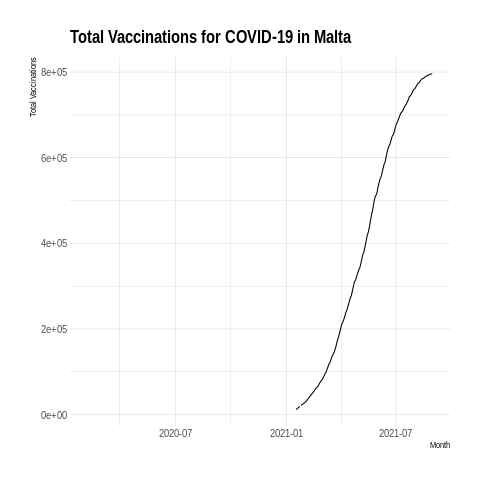 Total Vaccinations for COVID-19 in Malta
Total Vaccinations
8e+05
6e+05
4e+05
2e+05
0e+00
2020-07
2021-01
2021-07
Month